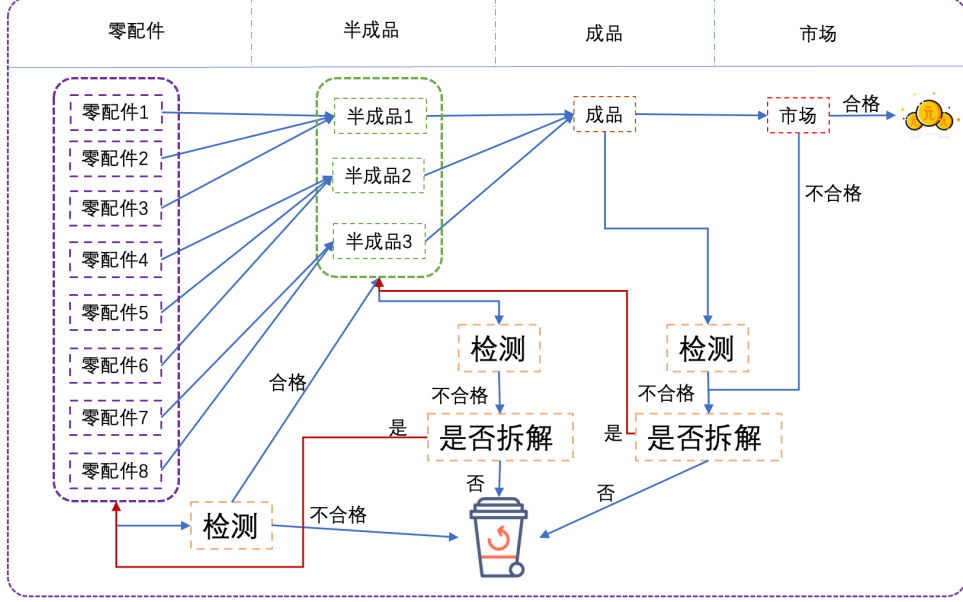 零配件
半成品
成品
市场
零配件1
零配件2
零配件3
零配件4
零配件5
零配件6
零配件7
零配件8
半成品1
半成品2
半成品3
成品
市场
合格
元
不合格
检测
不合格
是否拆解
是
否
检测
不合格
是否拆解
是
否
合格
检测
不合格